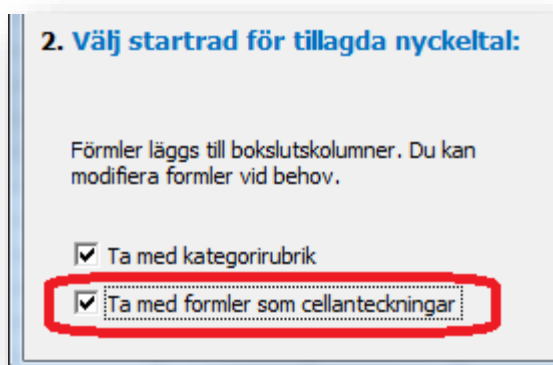 2. Välj startrad för tillagda nyckeltal:
Förmler läggs till bokslutskolumner. Du kan
modifiera formler vid behov.
Ta med kategorirubrik
Ta med formler som cellanteckningar